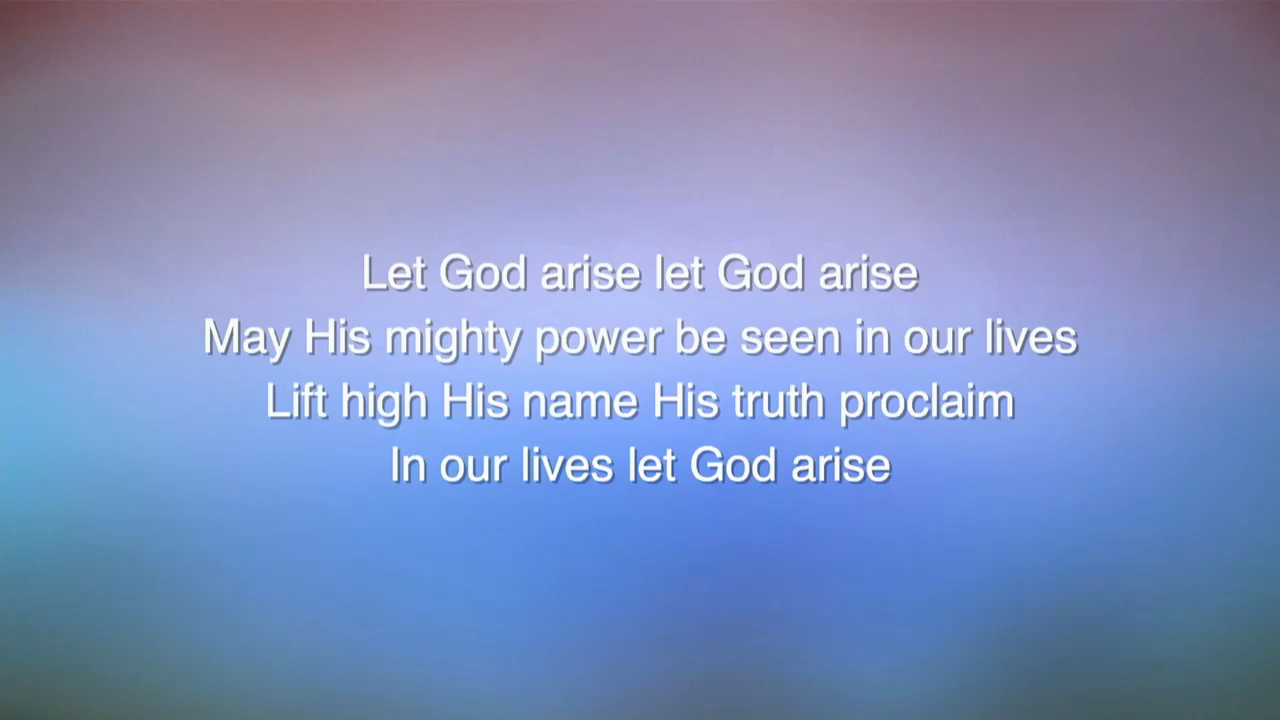 Let God arise let God arise
May His mighty power be seen in our lives
Lift high His name His truth proclaim
In our lives let God arise